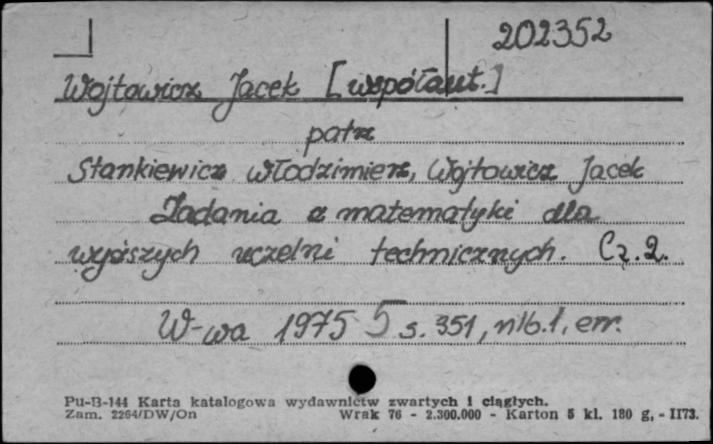 202352
Wojtowicz Jacek [współaut.]
patrz
Stankiewicz Włodzimierz, Wojtowicz Jacek
Zadania z matematyki dla
wyższych uczelni technicznych. Cz. 2.
W-wa 1975 5 s. 351, nlb. 1, err.
Pu-B-144 Karta katalogowa wydawnictw zwartych i ciągłych.
Zam. 2264/DW/On Wrak 76 - 2.300.000 - Karton 5 kl. 180 g, - II73.